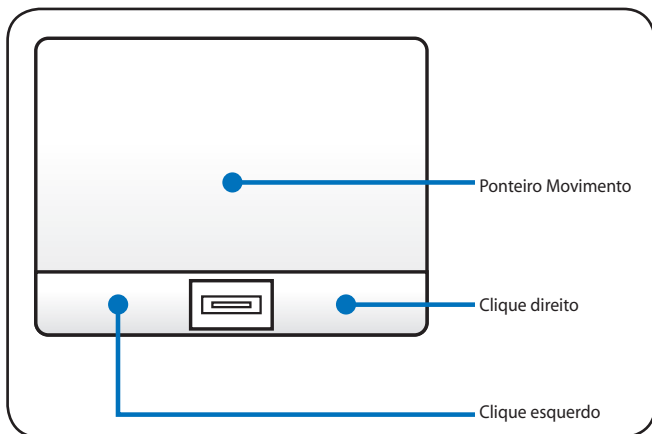 Ponteiro Movimento
Clique direito
Clique esquerdo